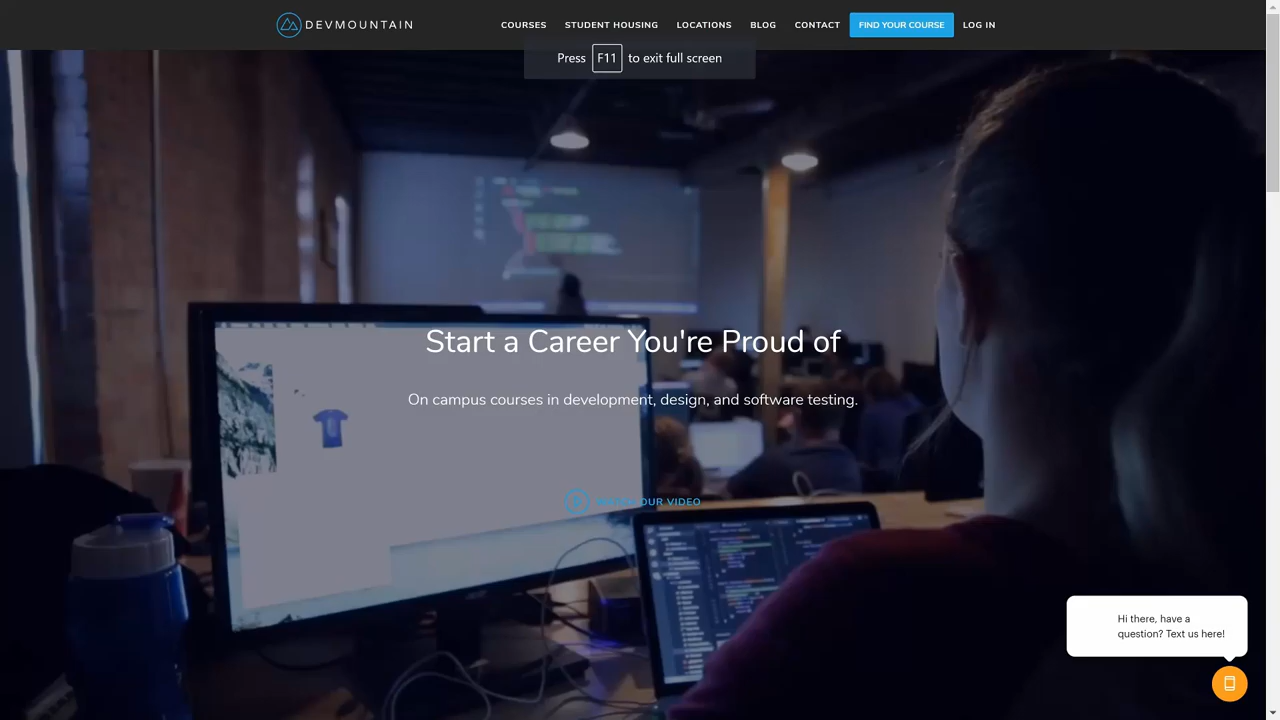 DEVMOUNTAIN
COURSES STUDENT HOUSING LOCATIONS BLOG CONTACT FIND YOUR COURSE LOG IN
Press F11 to exit full screen
Start a Career You're Proud of
On campus courses in development, design, and software testing.
OUR VIDEO
Hi there, have a
question? Text us here!